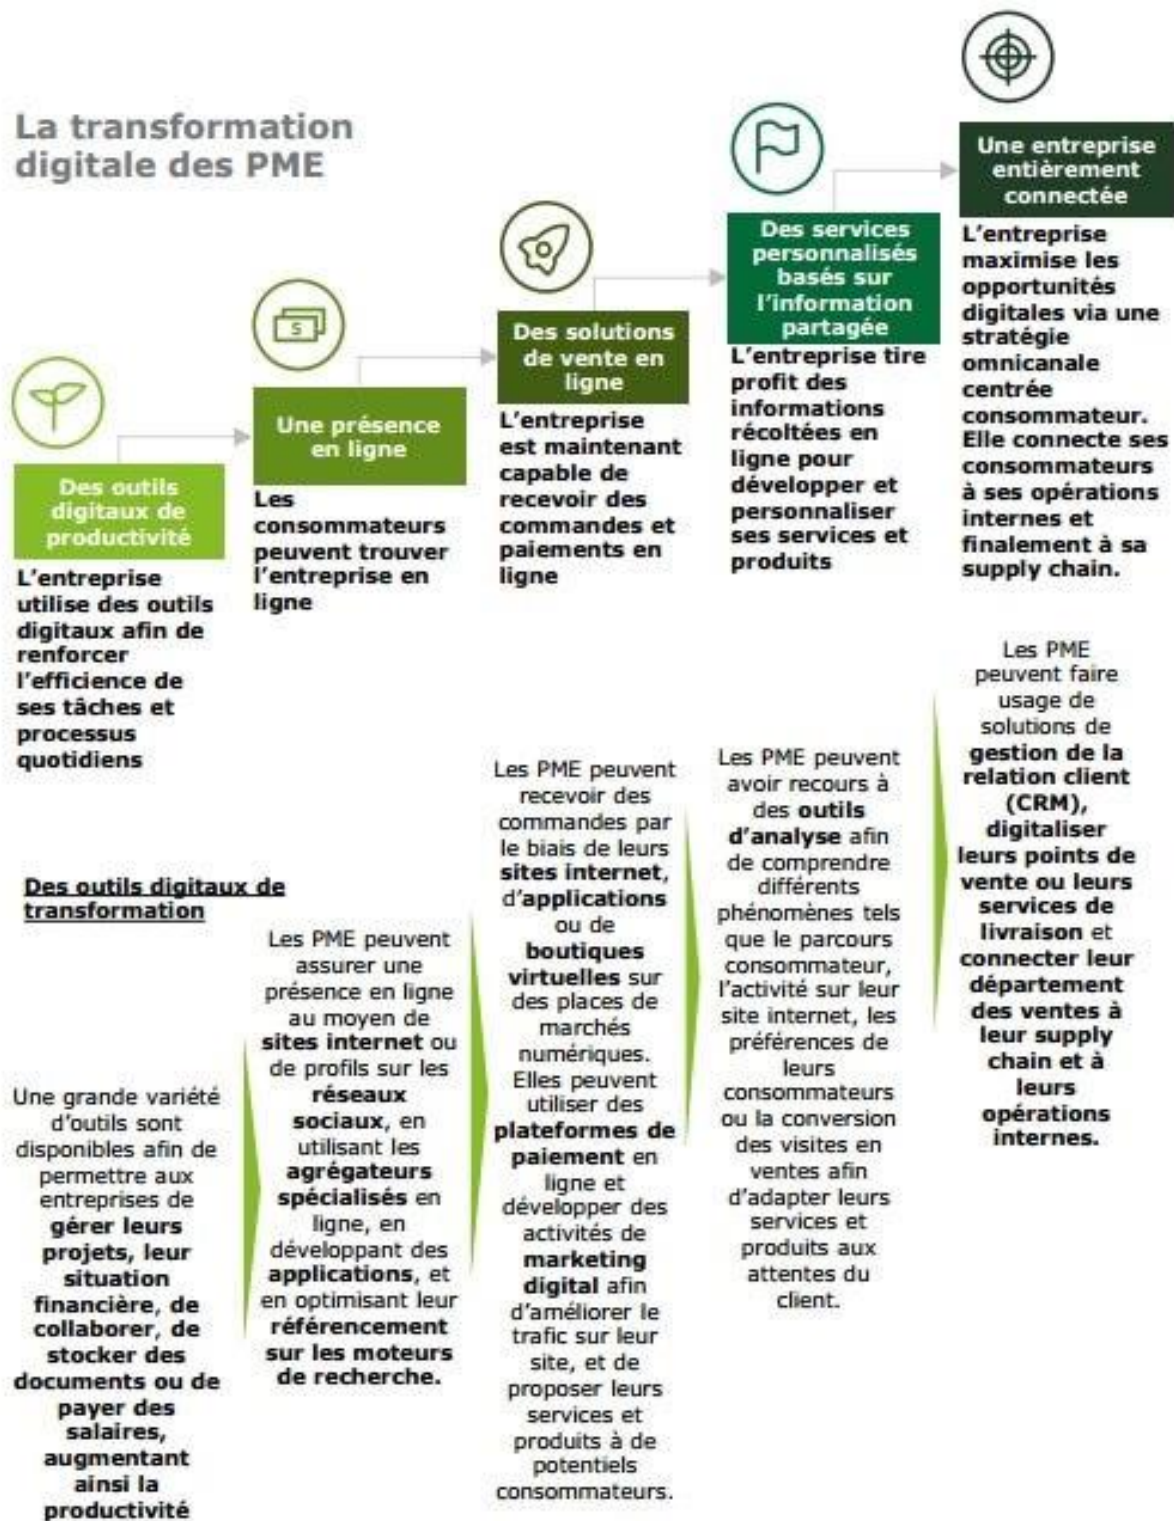 La transformation
digitale des PME
Des outils
digitaux de
productivité
L'entreprise
utilise des outils
digitaux afin de
renforcer
l'efficience de
ses tâches et
processus
quotidiens
Une présence
en ligne
Les
consommateurs
peuvent trouver
l'entreprise en
ligne
Des solutions
de vente en
ligne
L'entreprise
est maintenant
capable de
recevoir des
commandes et
paiements en
ligne
Des services
personnalisés
basés sur
l'information
partagée
L'entreprise tire
profit des
informations
récoltées en
ligne pour
développer et
personnaliser
ses services et
produits
Une entreprise
entièrement
connectée
L'entreprise
maximise les
opportunités
digitales via une
stratégie
omnicanale
centrée
consommateur.
Elle connecte ses
consommateurs
à ses opérations
internes et
finalement à sa
supply chain.
Des outils digitaux de
transformation
Une grande variété
d'outils sont
disponibles afin de
permettre aux
entreprises de
gérer leurs
projets, leur
situation
financière, de
collaborer, de
stocker des
documents ou de
payer des
salaires,
augmentant
ainsi la
productivité
Les PME peuvent
assurer une
présence en ligne
au moyen de
sites internet ou
de profils sur les
réseaux
sociaux, en
utilisant les
agrégateurs
spécialisés en
ligne, en
développant des
applications, et
en optimisant leur
référencement
sur les moteurs
de recherche.
Les PME peuvent
recevoir des
commandes par
le biais de leurs
sites internet,
d'applications
ou de
boutiques
virtuelles sur
des places de
marchés
numériques.
Elles peuvent
utiliser des
plateformes de
paiement en
ligne et
développer des
activités de
marketing
digital afin
d'améliorer le
trafic sur leur
site, et de
proposer leurs
services et
produits à de
potentiels
consommateurs.
Les PME peuvent
avoir recours à
des outils
d'analyse afin
de comprendre
différents
phénomènes tels
que le parcours
consommateur,
l'activité sur leur
site internet, les
préférences de
leurs
consommateurs
ou la conversion
des visites en
ventes afin
d'adapter leurs
services et
produits aux
attentes du
client.
Les PME
peuvent faire
usage de
solutions de
gestion de la
relation client
(CRM),
digitaliser
leurs points de
vente ou leurs
services de
livraison et
connecter leur
département
des ventes à
leur supply
chain et à
leurs
opérations
internes.